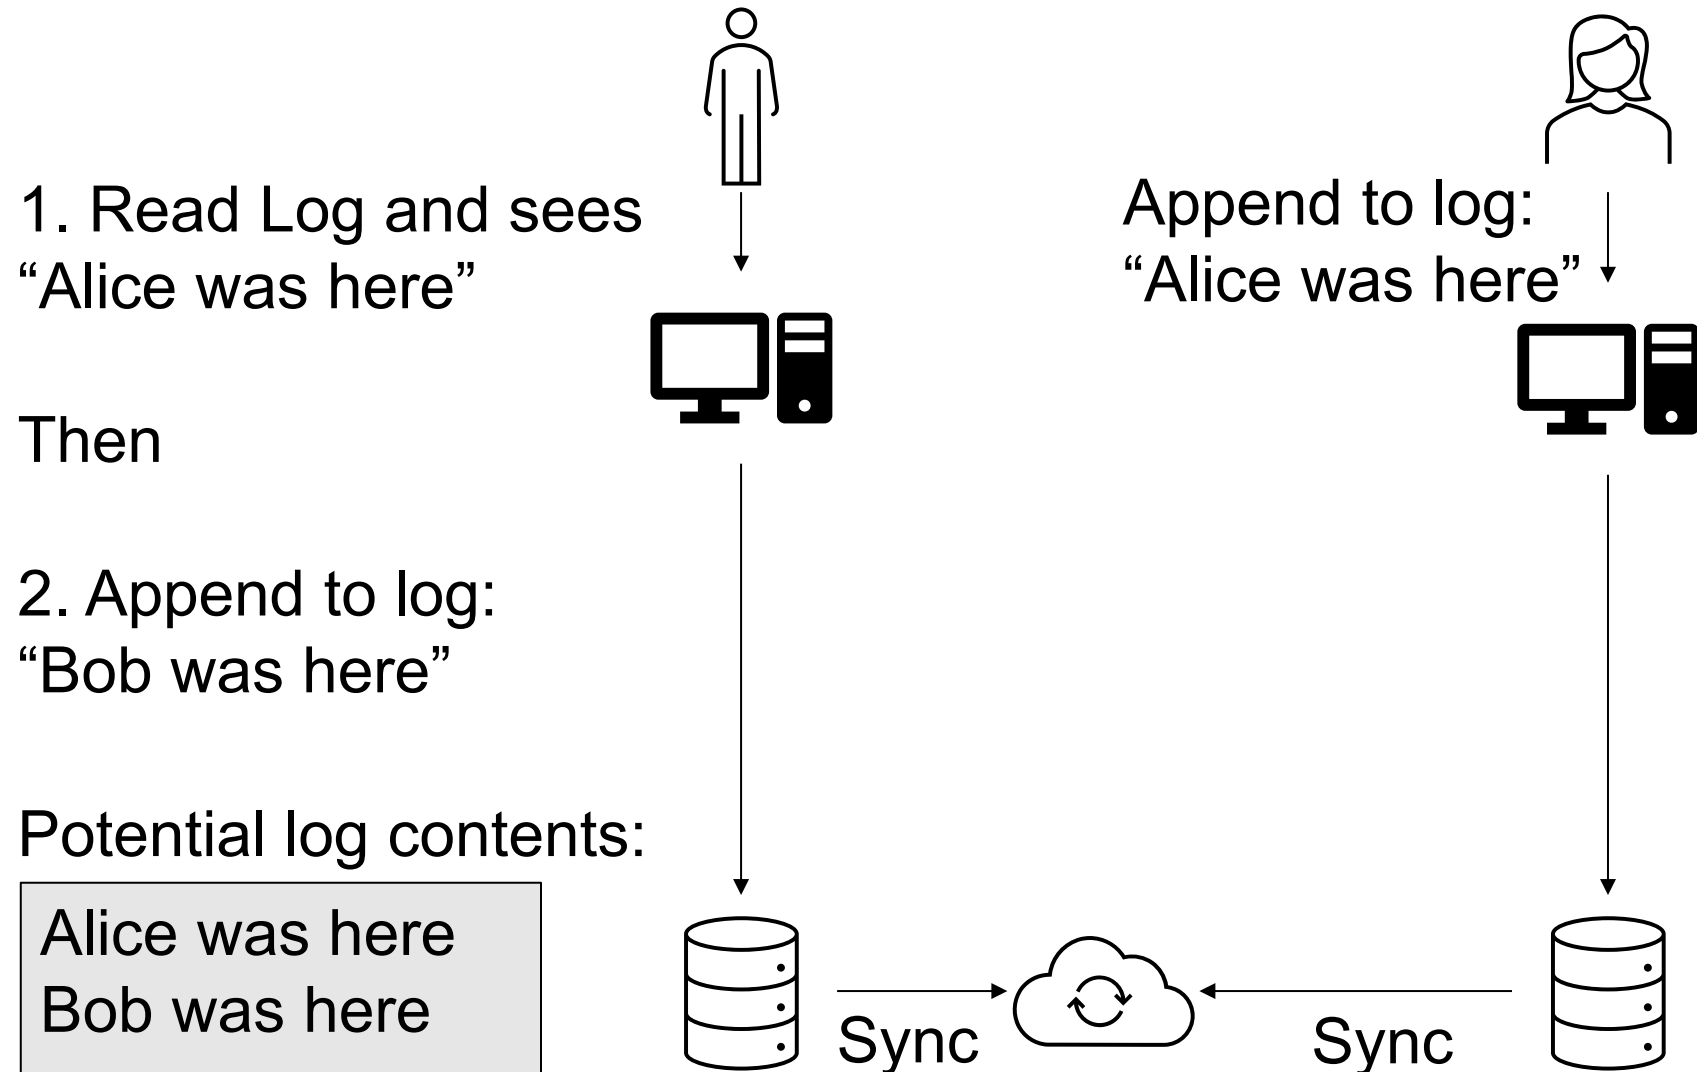 1. Read Log and sees
“Alice was here”
Then
2. Append to log:
“Bob was here”
Potential log contents:
Alice was here
Bob was here
Append to log:
“Alice was here”
Sync
Sync